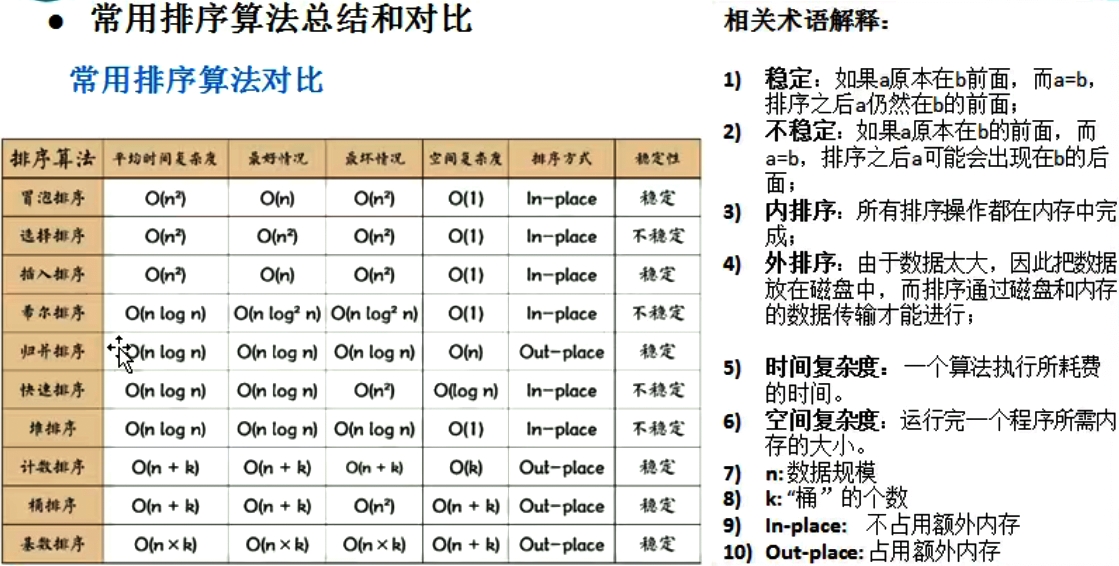 • 常用排序算法总结和对比
常用排序算法对比
排序算法 平均时间复杂度 最好情况 最坏情况 空间复杂度 排序方式 稳定性
冒泡排序 O(n²) O(n) O(n²) O(1) In-place 稳定
选择排序 O(n²) O(n²) O(n²) O(1) In-place 不稳定
插入排序 O(n²) O(n) O(n²) O(1) In-place 稳定
希尔排序 O(n log n) O(n log² n) O(n log² n) O(1) In-place 不稳定
归并排序 O(n log n) O(n log n) O(n log n) O(n) Out-place 稳定
快速排序 O(n log n) O(n log n) O(n²) O(log n) In-place 不稳定
堆排序 O(n log n) O(n log n) O(n log n) O(1) In-place 不稳定
计数排序 O(n + k) O(n + k) O(n + k) O(k) Out-place 稳定
桶排序 O(n + k) O(n + k) O(n²) O(n + k) Out-place 稳定
基数排序 O(n×k) O(n×k) O(n×k) O(n + k) Out-place 稳定
相关术语解释：
1) 稳定：如果a原本在b前面，而a=b，
排序之后a仍然在b的前面；
2) 不稳定：如果a原本在b的前面，而
a=b，排序之后a可能会出现在b的后
面；
3) 内排序：所有排序操作都在内存中完
成；
4) 外排序：由于数据太大，因此把数据
放在磁盘中，而排序通过磁盘和内存
的数据传输才能进行；
5) 时间复杂度： 一个算法执行所耗费
的时间。
6) 空间复杂度：运行完一个程序所需内
存的大小。
7) n: 数据规模
8) k: “桶”的个数
9) In-place: 不占用额外内存
10) Out-place: 占用额外内存